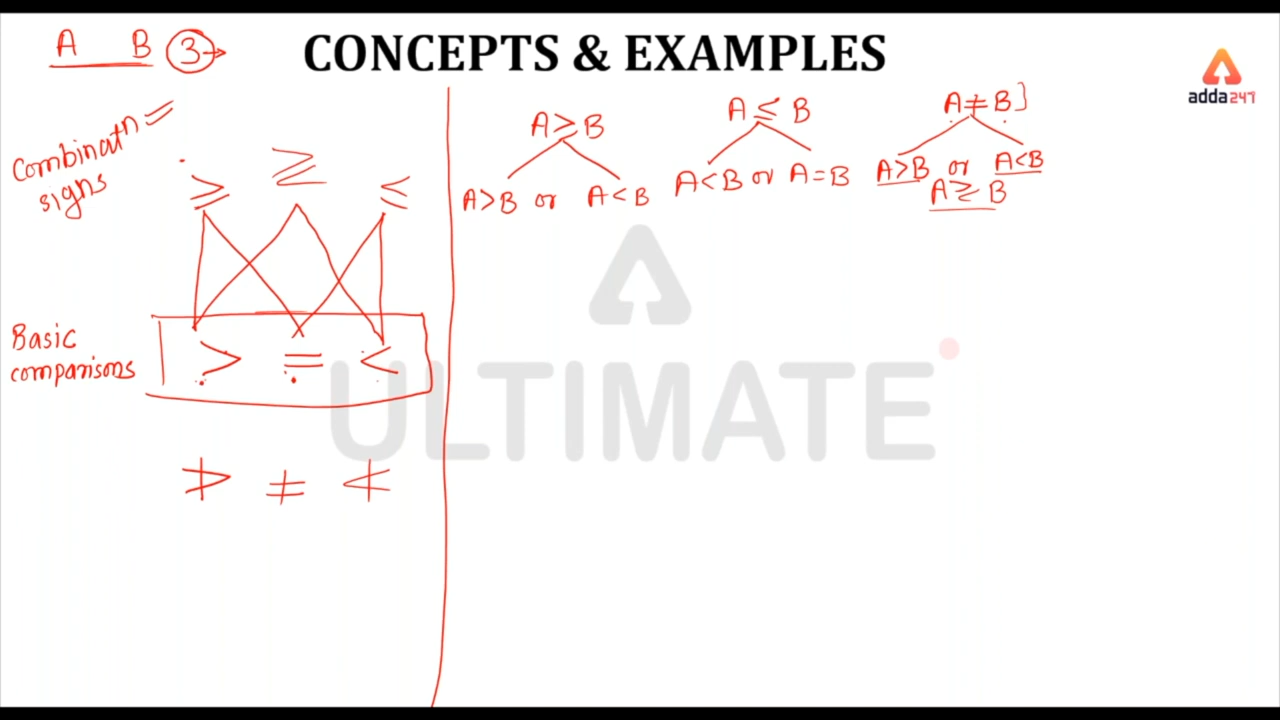 A B 3→
CONCEPTS & EXAMPLES
adda247
Combinatn =
signs
≥ ≷ ≤
Basic
comparisons
> = <
≯ ≠ ≮
A ≥ B
A>B or A<B
A ≤ B
A<B or A=B
A≠B]
A>B or A<B
A ≥ B
ULTIMATE